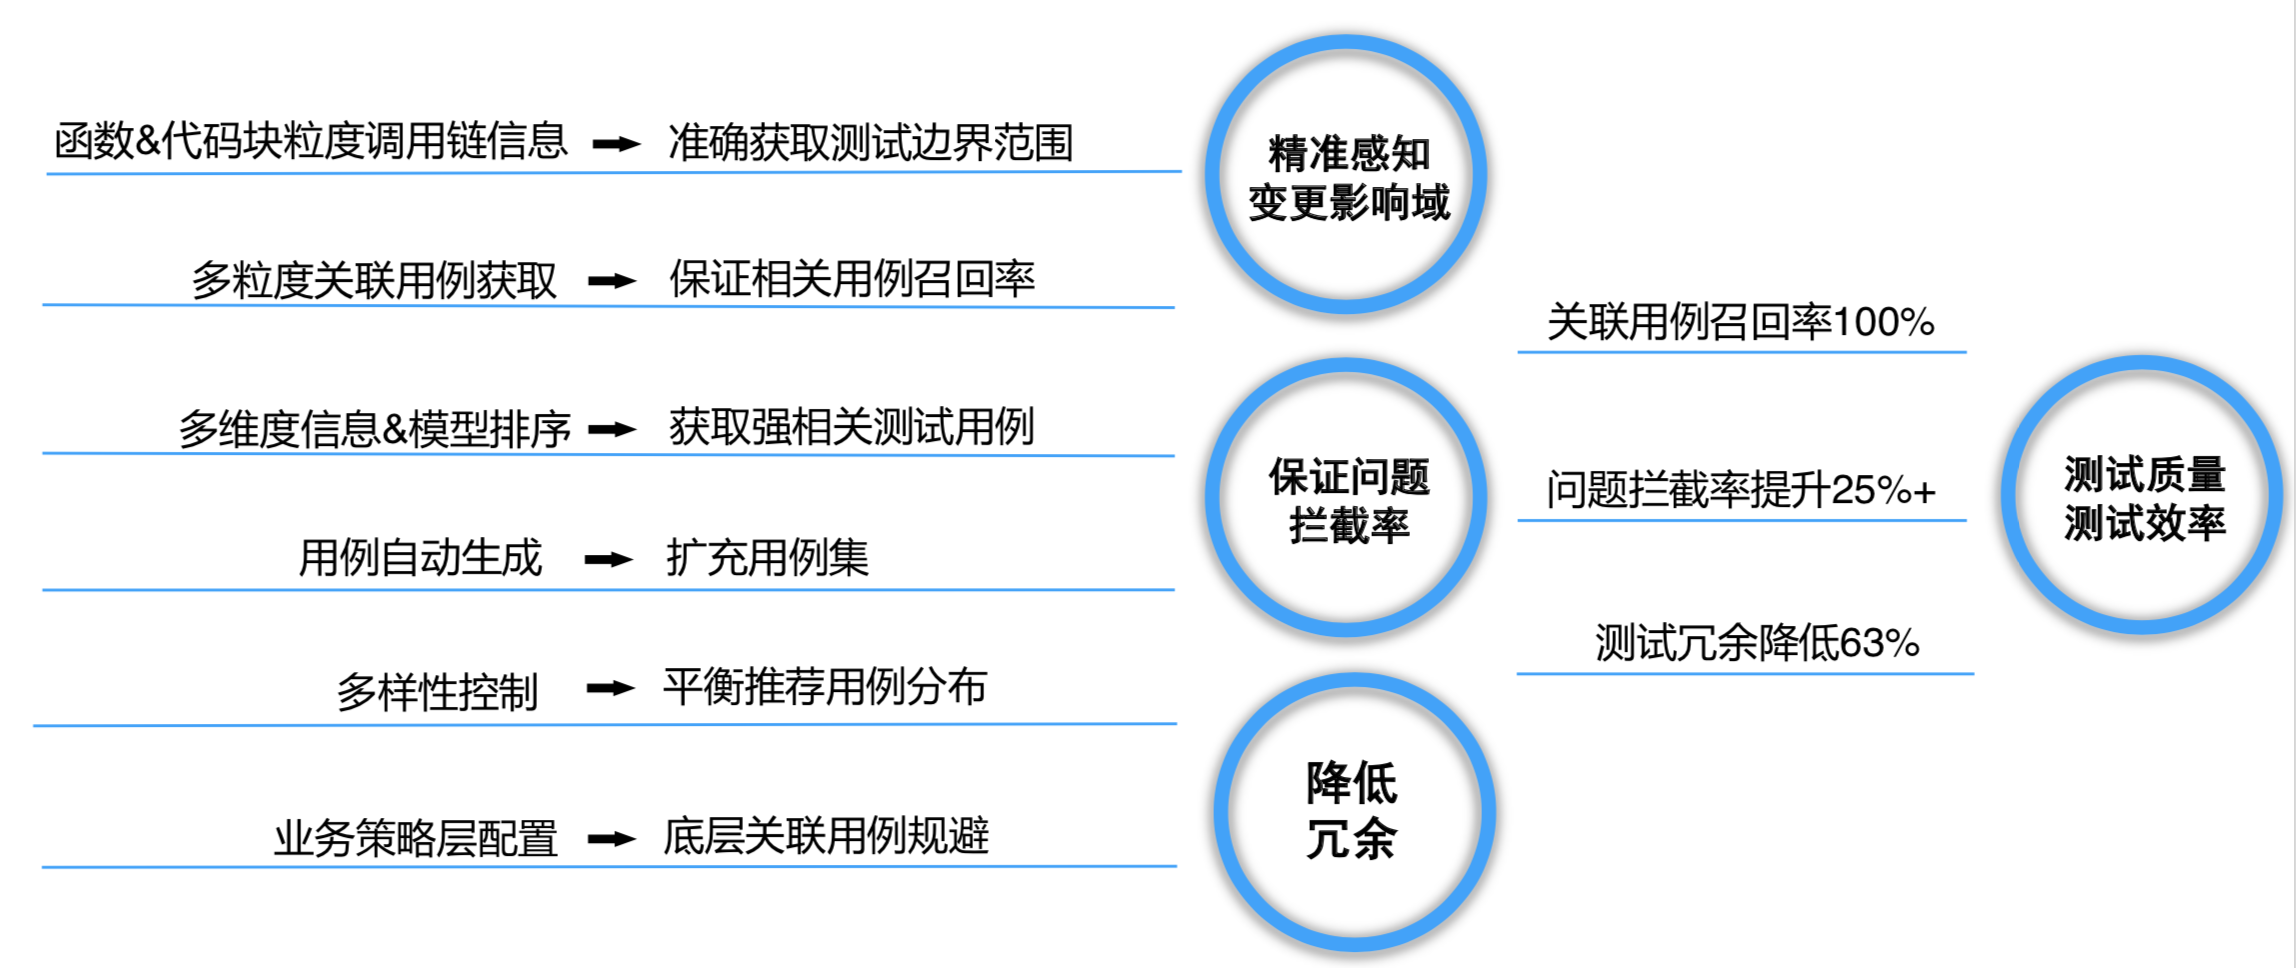 函数&代码块粒度调用链信息 → 准确获取测试边界范围
多粒度关联用例获取 → 保证相关用例召回率
多维度信息&模型排序 → 获取强相关测试用例
用例自动生成 → 扩充用例集
多样性控制 → 平衡推荐用例分布
业务策略层配置 → 底层关联用例规避
精准感知
变更影响域
保证问题
拦截率
降低
冗余
关联用例召回率100%
问题拦截率提升25%+
测试冗余降低63%
测试质量
测试效率